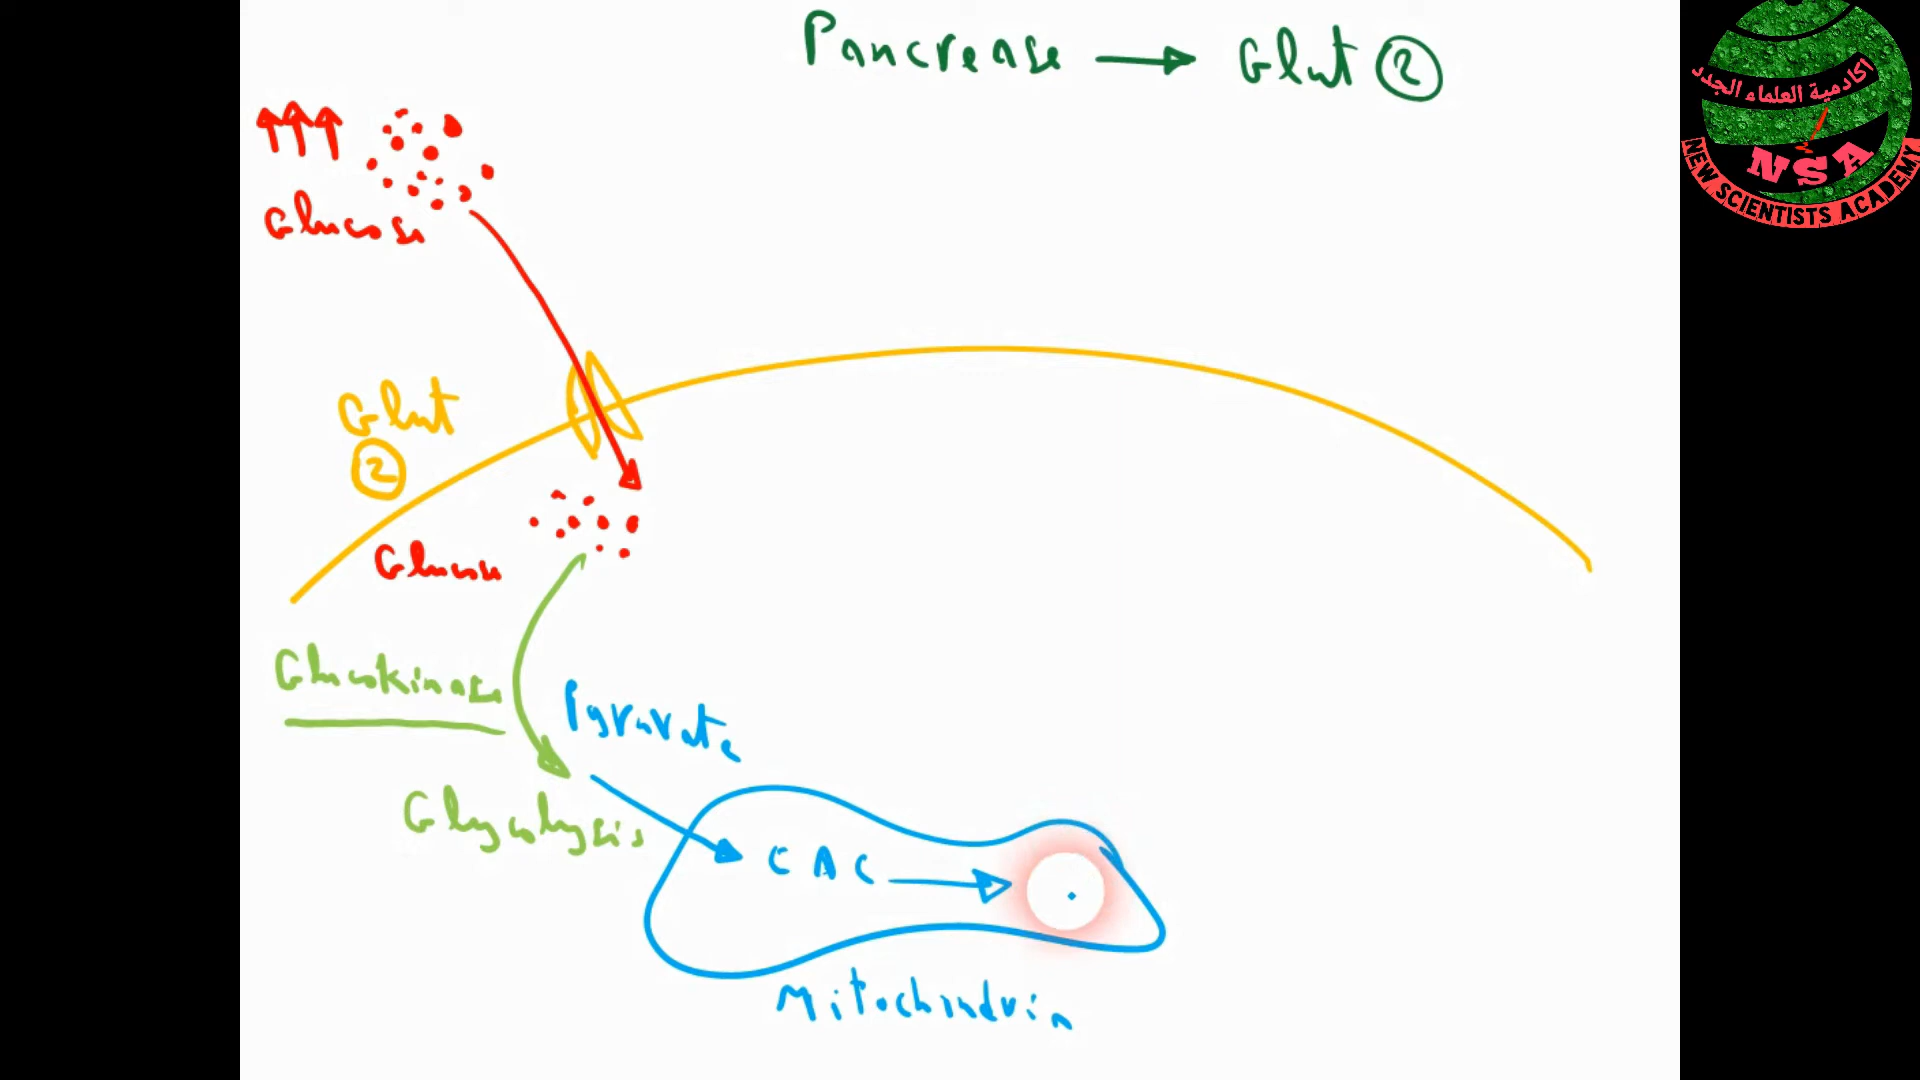 Pancrease → Glut ②
Glucose
Glut
②
Glucose
Glucokinase
Pyruvate
Glycolysis
CAC
Mitochondria
اكاديمية العلماء الجدد
NSA
NEW SCIENTISTS ACADEMY